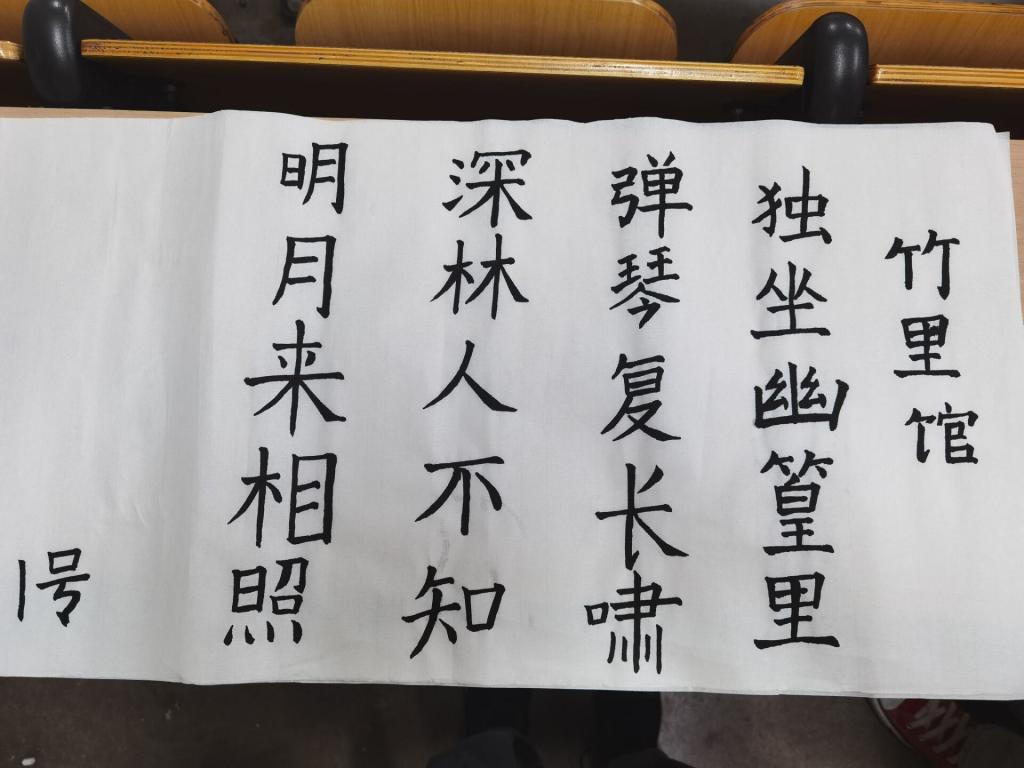 竹里馆
独坐幽篁里
弹琴复长啸
深林人不知
明月来相照
1号